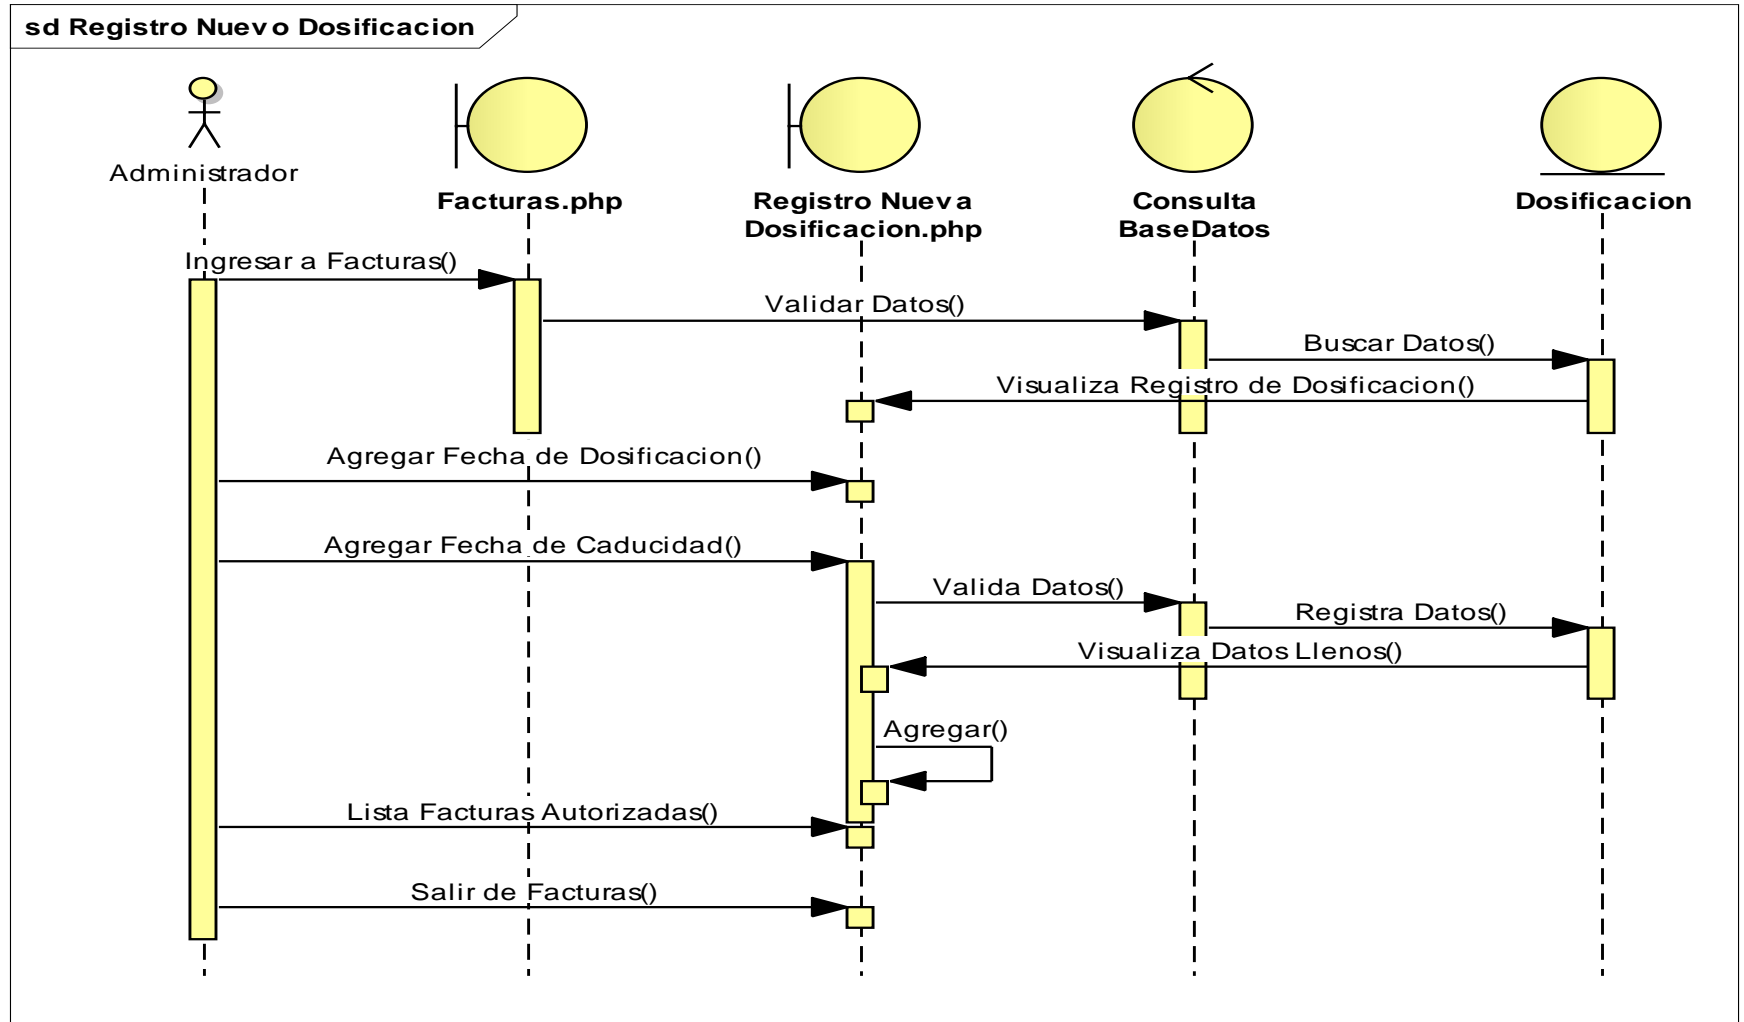 sd Registro Nuevo Dosificacion
Administrador
Facturas.php
Registro Nueva
Dosificacion.php
Consulta
BaseDatos
Dosificacion
Ingresar a Facturas()
Validar Datos()
Buscar Datos()
Visualiza Registro de Dosificacion()
Agregar Fecha de Dosificacion()
Agregar Fecha de Caducidad()
Valida Datos()
Registra Datos()
Visualiza Datos Llenos()
Agregar()
Lista Facturas Autorizadas()
Salir de Facturas()